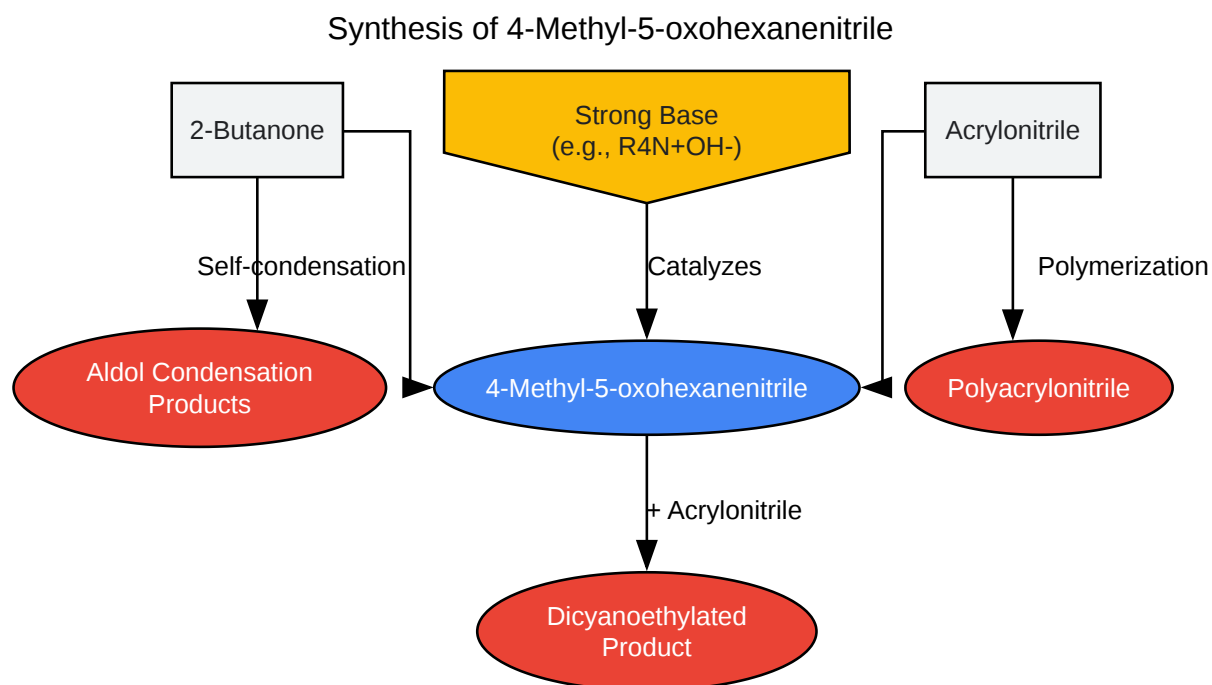 Synthesis of 4-Methyl-5-oxohexanenitrile
2-Butanone
Strong Base
(e.g., R4N+OH-)
Acrylonitrile
Self-condensation
Catalyzes
Polymerization
Aldol Condensation
Products
4-Methyl-5-oxohexanenitrile
Polyacrylonitrile
+ Acrylonitrile
Dicyanoethylated
Product